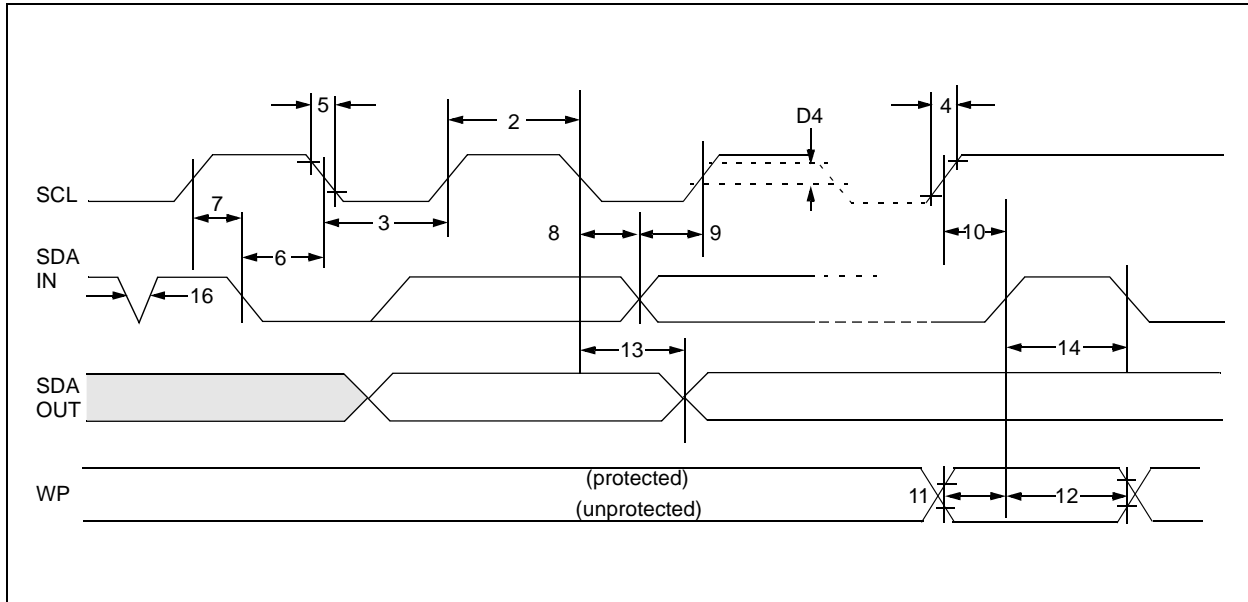 5
2
D4
4
SCL
7
3
8
9
10
6
SDA
IN
16
13
14
SDA
OUT
WP
(protected)
(unprotected)
11
12